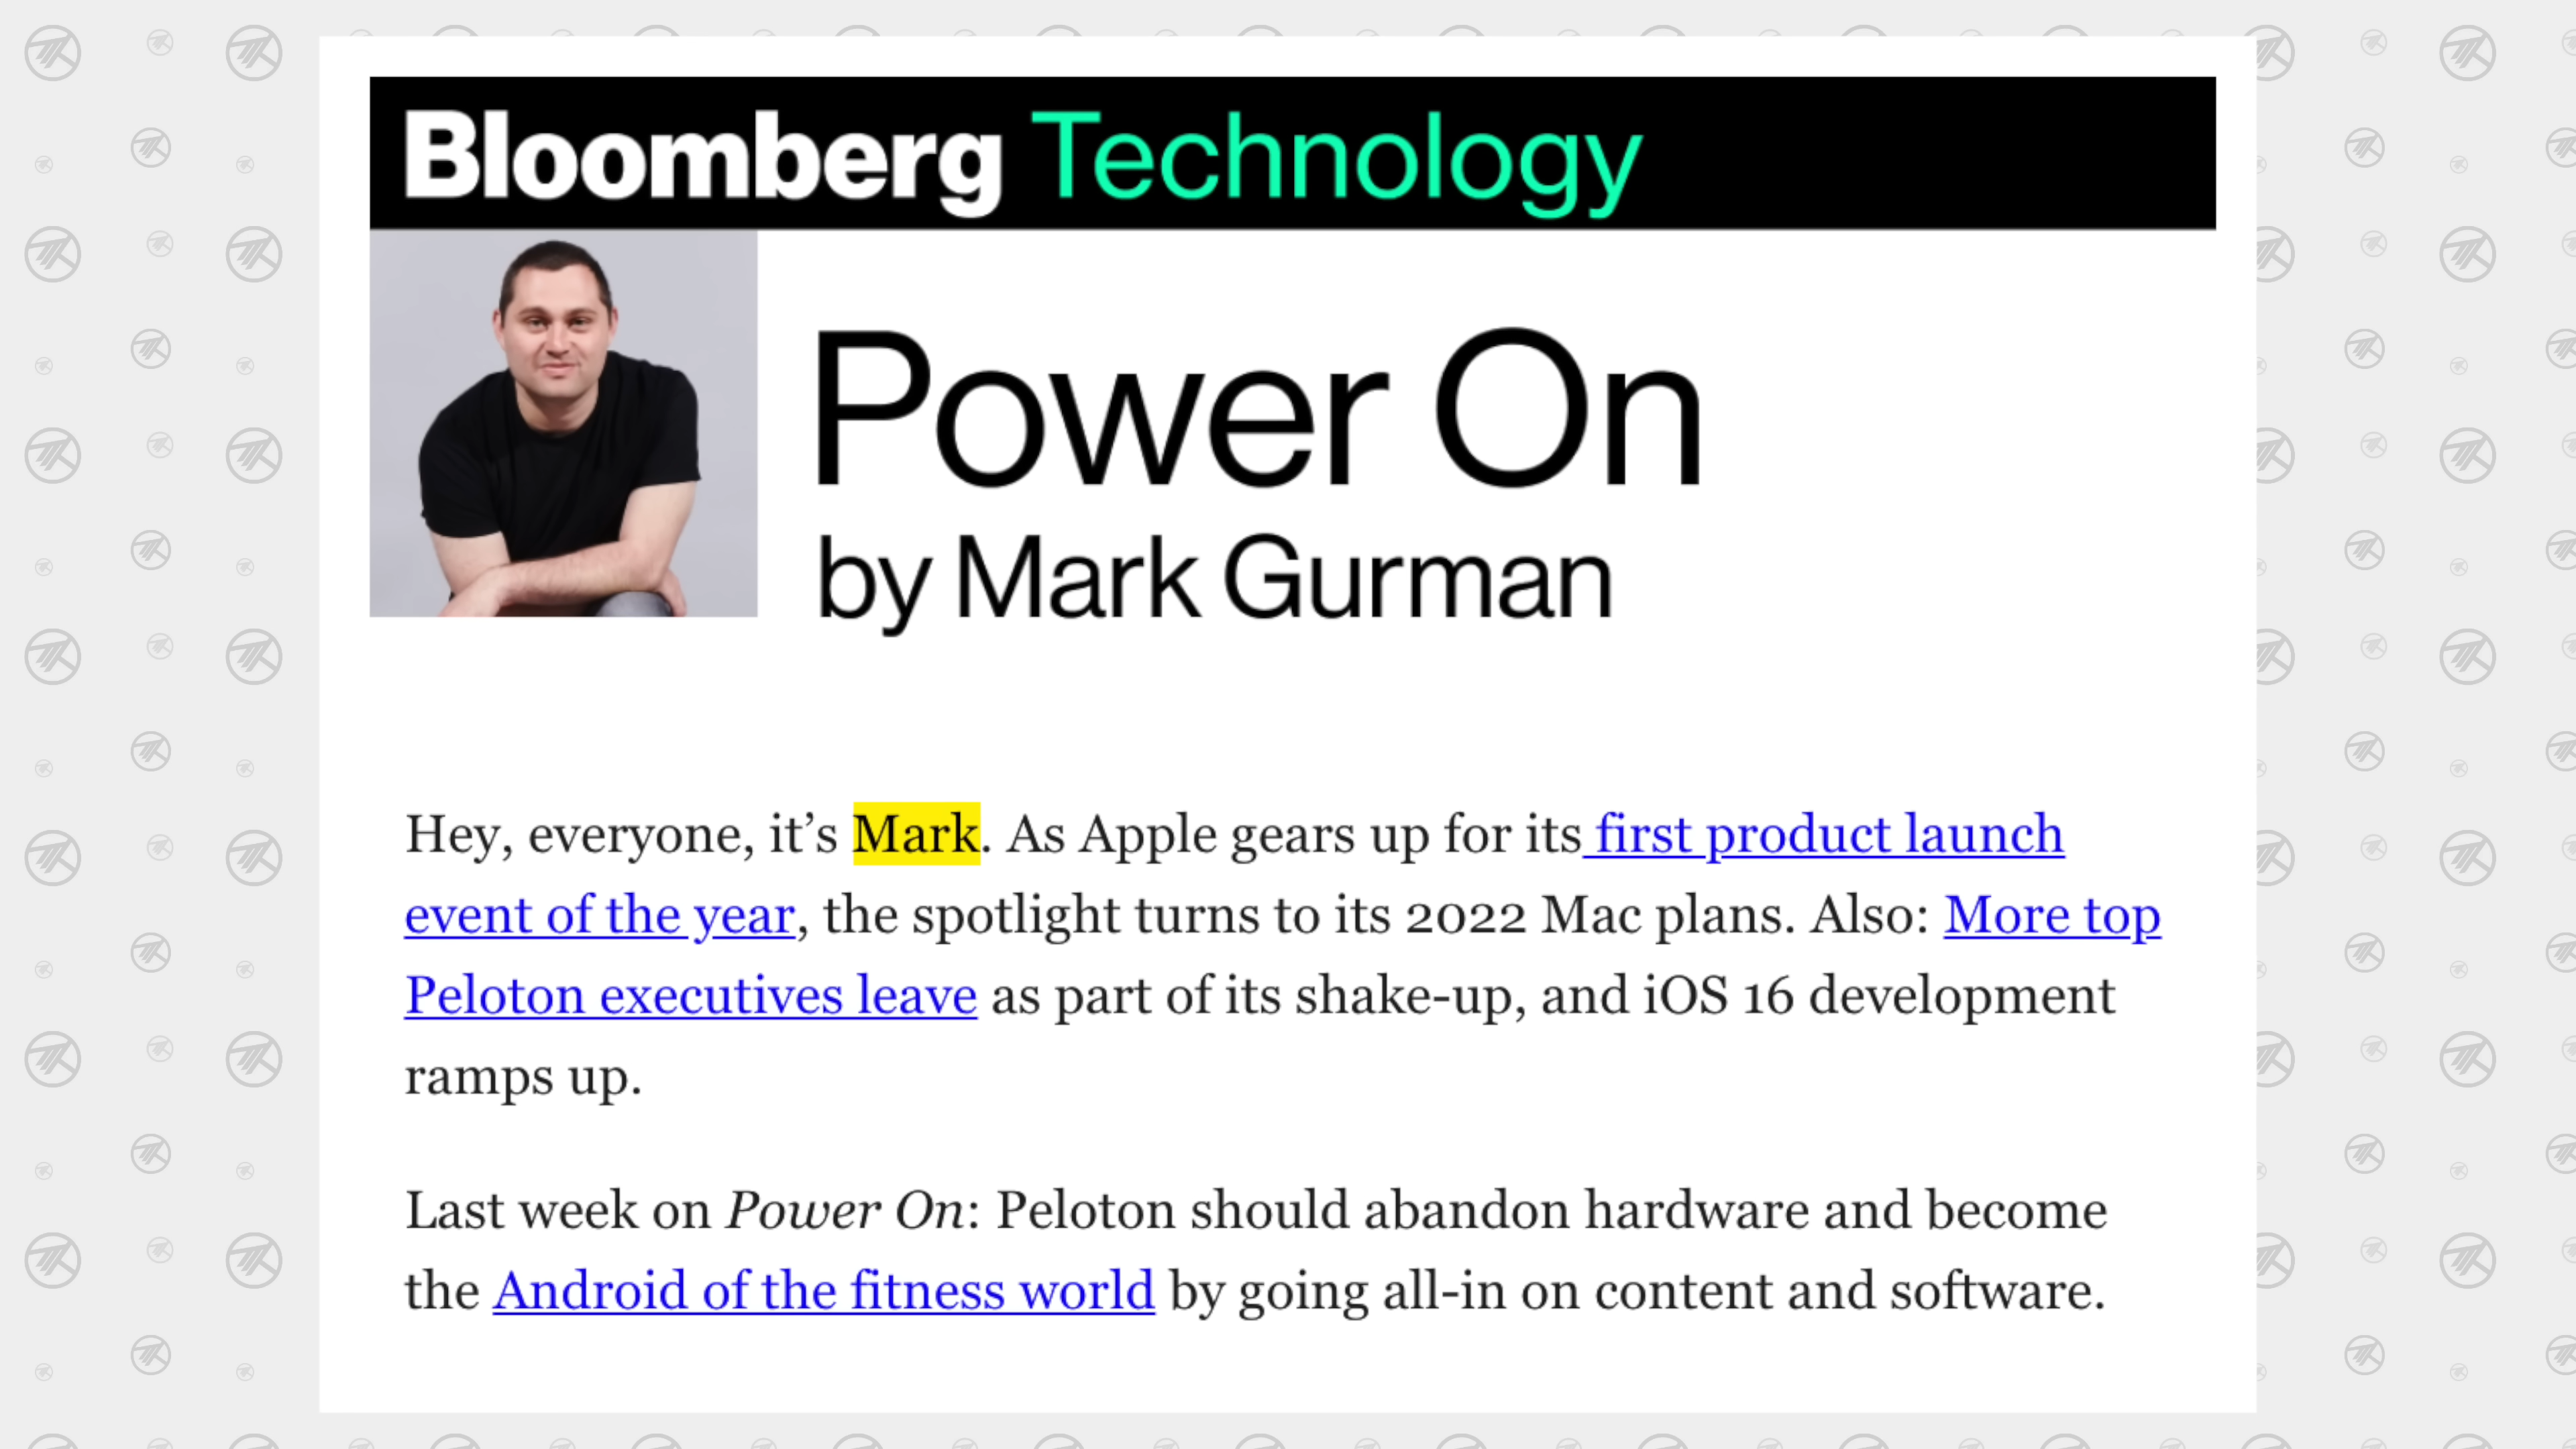 Bloomberg Technology
Power On
by Mark Gurman
Hey, everyone, it’s Mark. As Apple gears up for its first product launch
event of the year, the spotlight turns to its 2022 Mac plans. Also: More top
Peloton executives leave as part of its shake-up, and iOS 16 development
ramps up.
Last week on Power On: Peloton should abandon hardware and become
the Android of the fitness world by going all-in on content and software.